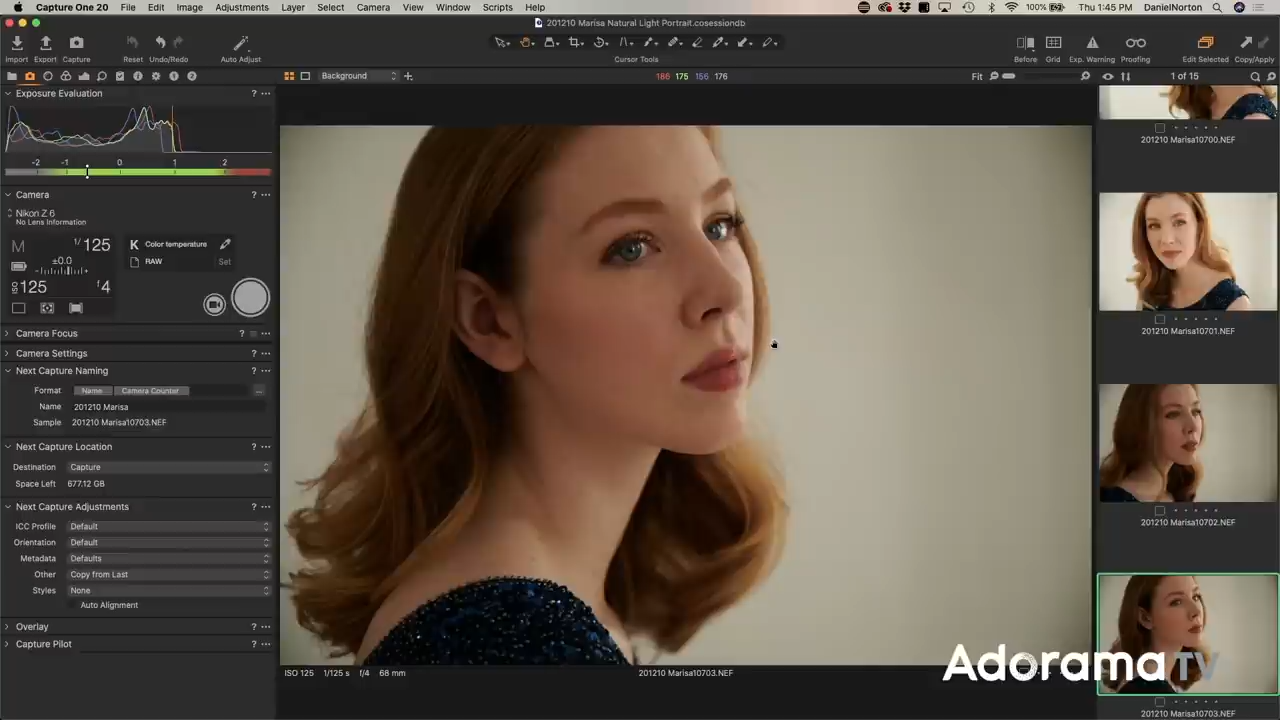 Capture One 20 File Edit Image Adjustments Layer Select Camera View Window Scripts Help 100% Thu 1:45 PM DanielNorton
201210 Marisa Natural Light Portrait.cosessiondb
Import Export Capture Reset Undo/Redo Auto Adjust Cursor Tools Before Grid Exp. Warning Proofing Edit Selected Copy/Apply
Background 186 175 156 176 Fit 1 of 15
Exposure Evaluation ? ...
-2 -1 0 1 2
Camera ? ...
Nikon Z 6
No Lens Information
M 1/125 K Color temperature
±0.0 RAW Set
ISO 125 f4
Camera Focus ? ...
Camera Settings ? ...
Next Capture Naming ? ...
Format Name Camera Counter ...
Name 201210 Marisa
Sample 201210 Marisa10703.NEF
Next Capture Location ? ...
Destination Capture
Space Left 677.12 GB
Next Capture Adjustments ? ...
ICC Profile Default
Orientation Default
Metadata Defaults
Other Copy from Last
Styles None
Auto Alignment
Overlay ? ...
Capture Pilot ? ...
ISO 125 1/125 s f/4 68 mm 201210 Marisa10703.NEF
201210 Marisa10700.NEF
201210 Marisa10701.NEF
201210 Marisa10702.NEF
Adorama TV
201210 Marisa10703.NEF